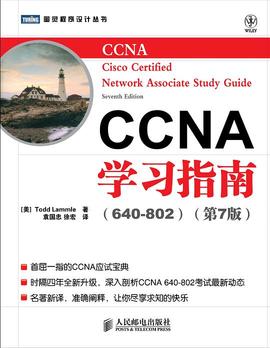 TURING
图灵程序设计丛书
WILEY
CCNA
Cisco Certified
Network Associate Study Guide
Seventh Edition
CCNA
学习指南
(640-802)(第7版)
[美] Todd Lammle 著
袁国忠 徐宏 译
首屈一指的CCNA应试宝典
时隔四年全新升级，深入剖析CCNA 640-802考试最新动态
名著新译，准确阐释，让你尽享求知的快乐
人民邮电出版社
POSTS & TELECOM PRESS